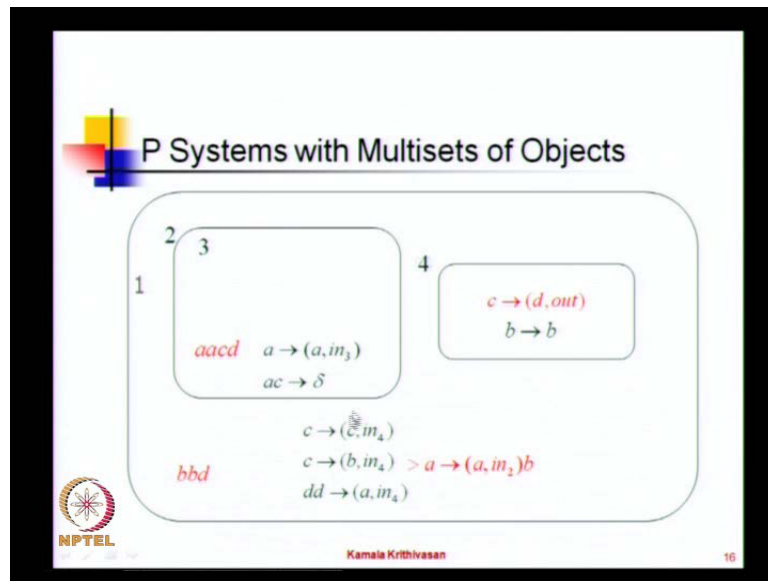 P Systems with Multisets of Objects
2
3
4
1
c → (d, out)
b → b
aacd a → (a, in₃)
ac → δ
c → (c, in₄)
bbd c → (b, in₄) > a → (a, in₂)b
dd → (a, in₄)
NPTEL
Kamala Krithivasan 16